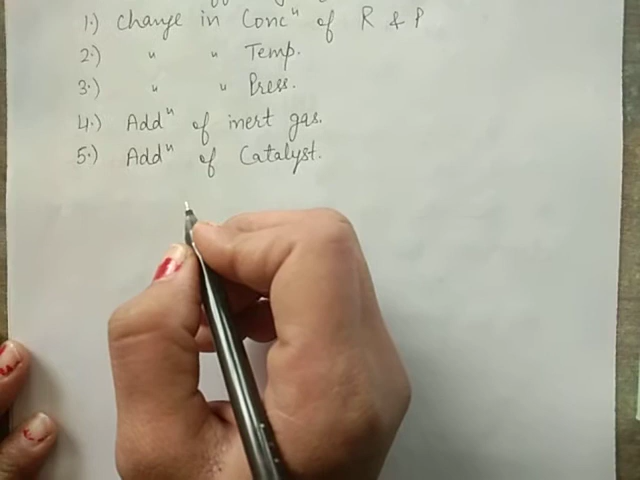 1.) Change in Concⁿ of R & P
2.) " " Temp.
3.) " " Press.
4.) Addⁿ of inert gas.
5.) Addⁿ of Catalyst.